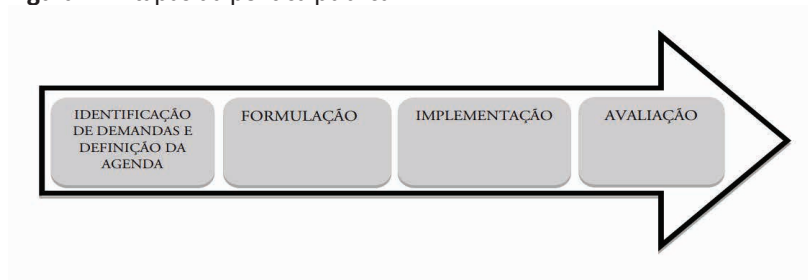 IDENTIFICAÇÃO
DE DEMANDAS E
DEFINIÇÃO DA
AGENDA
FORMULAÇÃO
IMPLEMENTAÇÃO
AVALIAÇÃO